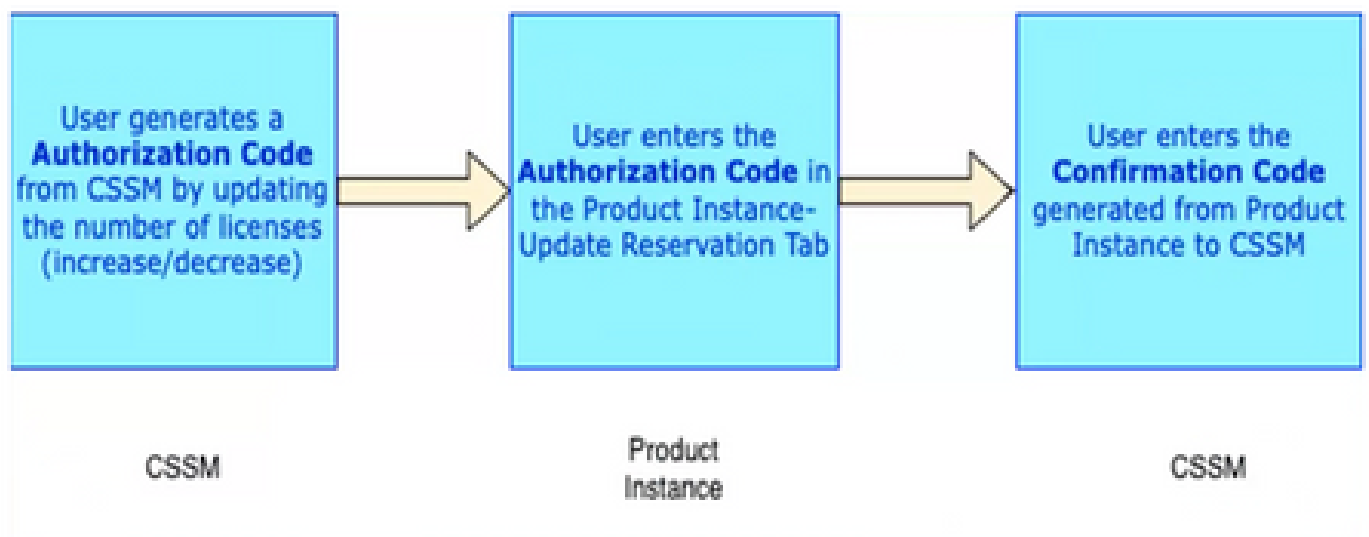 User generates a
Authorization Code
from CSSM by updating
the number of licenses
(increase/decrease)
User enters the
Authorization Code in
the Product Instance-
Update Reservation Tab
User enters the
Confirmation Code
generated from Product
Instance to CSSM
CSSM
Product
Instance
CSSM